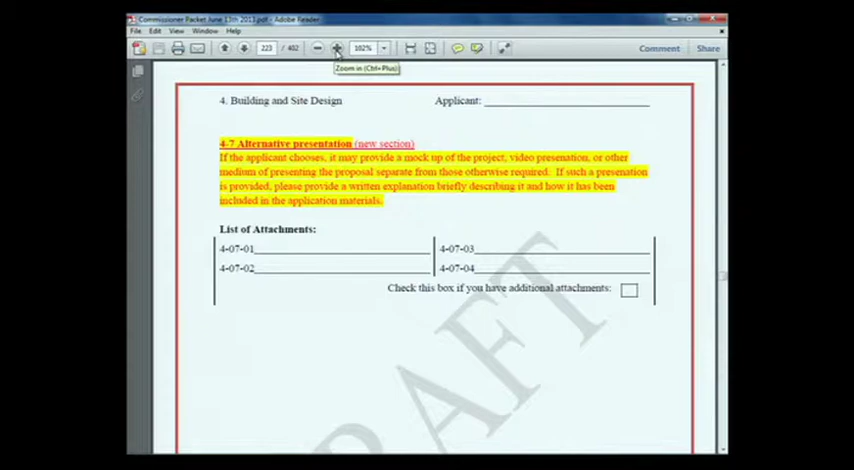 Commissioner Packet June 13th 2013.pdf - Adobe Reader
File Edit View Window Help
223 / 402 102% Comment Share
Zoom in (Ctrl+Plus)
4. Building and Site Design Applicant:
4-7 Alternative presentation (new section)
If the applicant chooses, it may provide a mock up of the project, video presenation, or other
medium of presenting the proposal separate from those otherwise required. If such a presenation
is provided, please provide a written explanation briefly describing it and how it has been
included in the application materials.
List of Attachments:
4-07-01 4-07-03
4-07-02 4-07-04
Check this box if you have additional attachments:
DRAFT